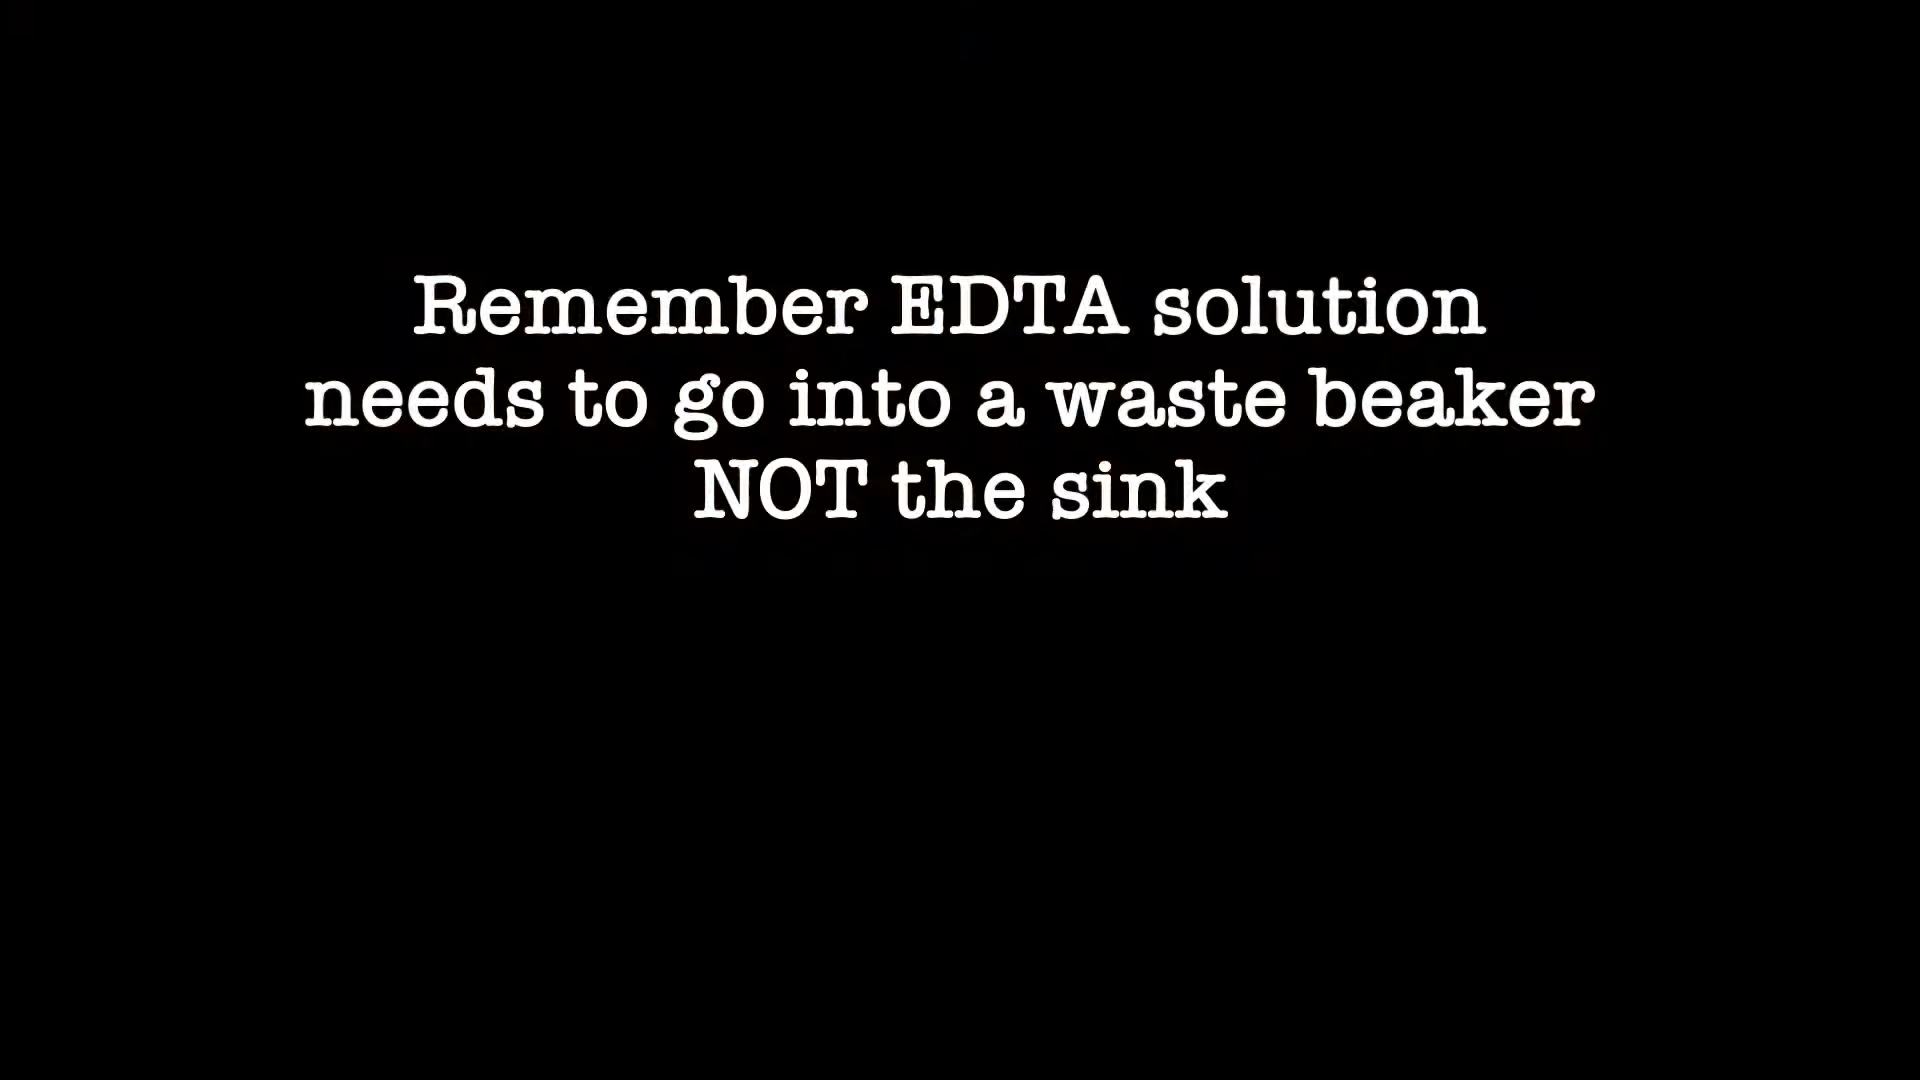 Remember EDTA solution
needs to go into a waste beaker
NOT the sink